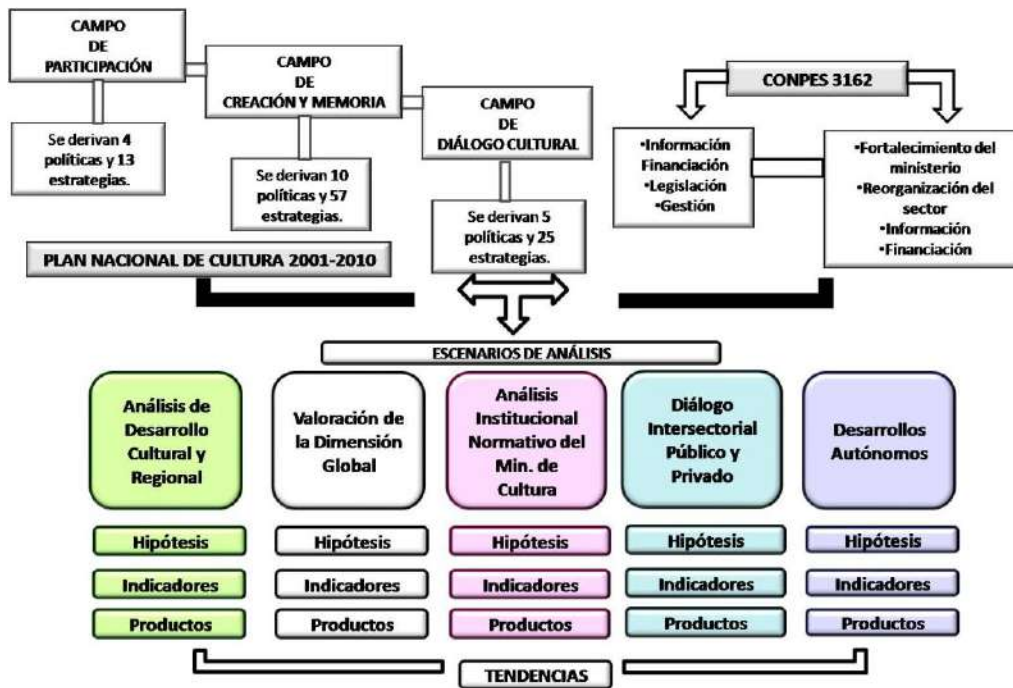 CAMPO
DE
PARTICIPACIÓN
Se derivan 4
políticas y 13
estrategias.
CAMPO
DE
CREACIÓN Y MEMORIA
Se derivan 10
políticas y 57
estrategias.
CAMPO
DE
DIÁLOGO CULTURAL
Se derivan 5
políticas y 25
estrategias.
PLAN NACIONAL DE CULTURA 2001-2010
CONPES 3162
•Información
Financiación
•Legislación
•Gestión
•Fortalecimiento del
ministerio
•Reorganización del
sector
•Información
•Financiación
ESCENARIOS DE ANÁLISIS
Análisis de
Desarrollo
Cultural y
Regional
Hipótesis
Indicadores
Productos
Valoración de
la Dimensión
Global
Hipótesis
Indicadores
Productos
Análisis
Institucional
Normativo del
Min. de
Cultura
Hipótesis
Indicadores
Productos
Diálogo
Intersectorial
Público y
Privado
Hipótesis
Indicadores
Productos
Desarrollos
Autónomos
Hipótesis
Indicadores
Productos
TENDENCIAS